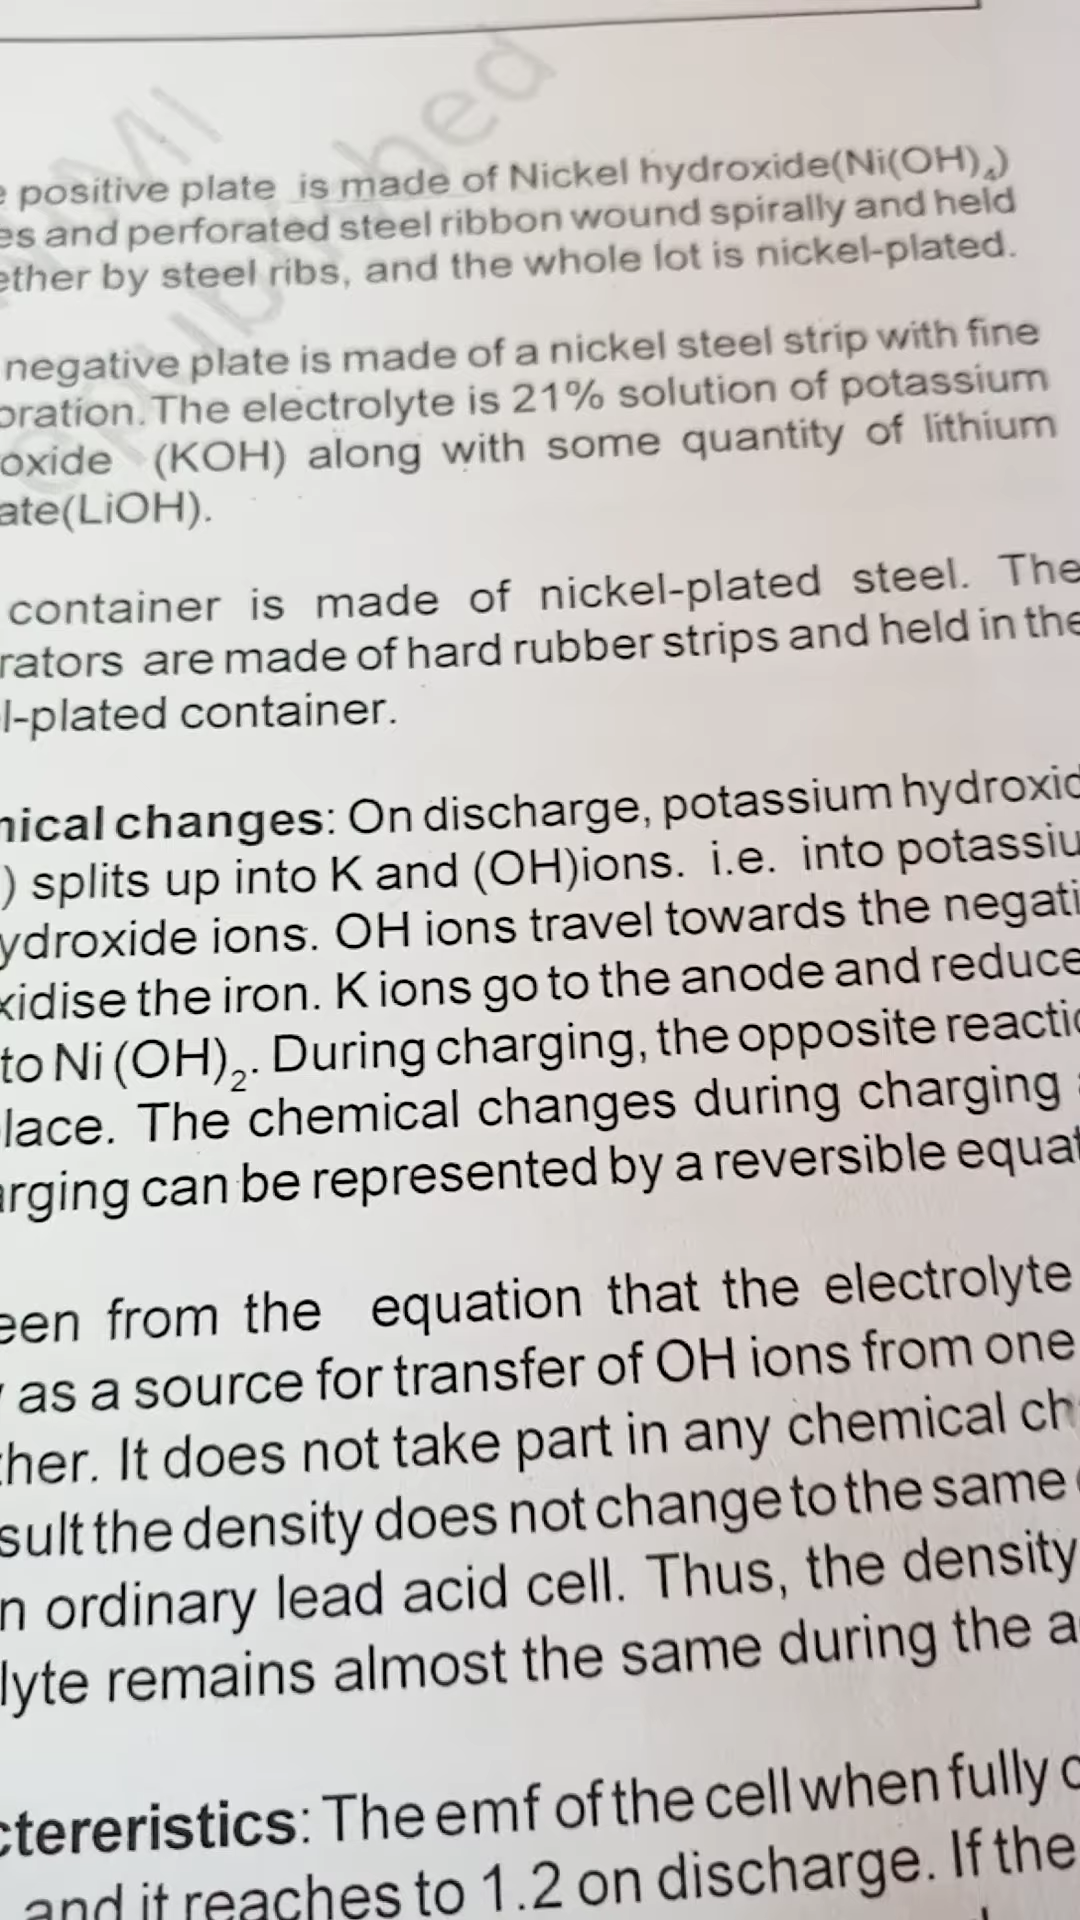 positive plate is made of Nickel hydroxide(Ni(OH)4)
es and perforated steel ribbon wound spirally and held
ether by steel ribs, and the whole lot is nickel-plated.
negative plate is made of a nickel steel strip with fine
oration. The electrolyte is 21% solution of potassium
oxide (KOH) along with some quantity of lithium
ate(LiOH).
container is made of nickel-plated steel. The
rators are made of hard rubber strips and held in the
l-plated container.
nical changes: On discharge, potassium hydroxid
) splits up into K and (OH)ions. i.e. into potassiu
ydroxide ions. OH ions travel towards the negati
xidise the iron. K ions go to the anode and reduce
to Ni (OH)2. During charging, the opposite reactio
lace. The chemical changes during charging
arging can be represented by a reversible equat
een from the equation that the electrolyte
as a source for transfer of OH ions from one
ther. It does not take part in any chemical ch
sult the density does not change to the same
n ordinary lead acid cell. Thus, the density
lyte remains almost the same during the a
ctereristics: The emf of the cell when fully c
and it reaches to 1.2 on discharge. If the